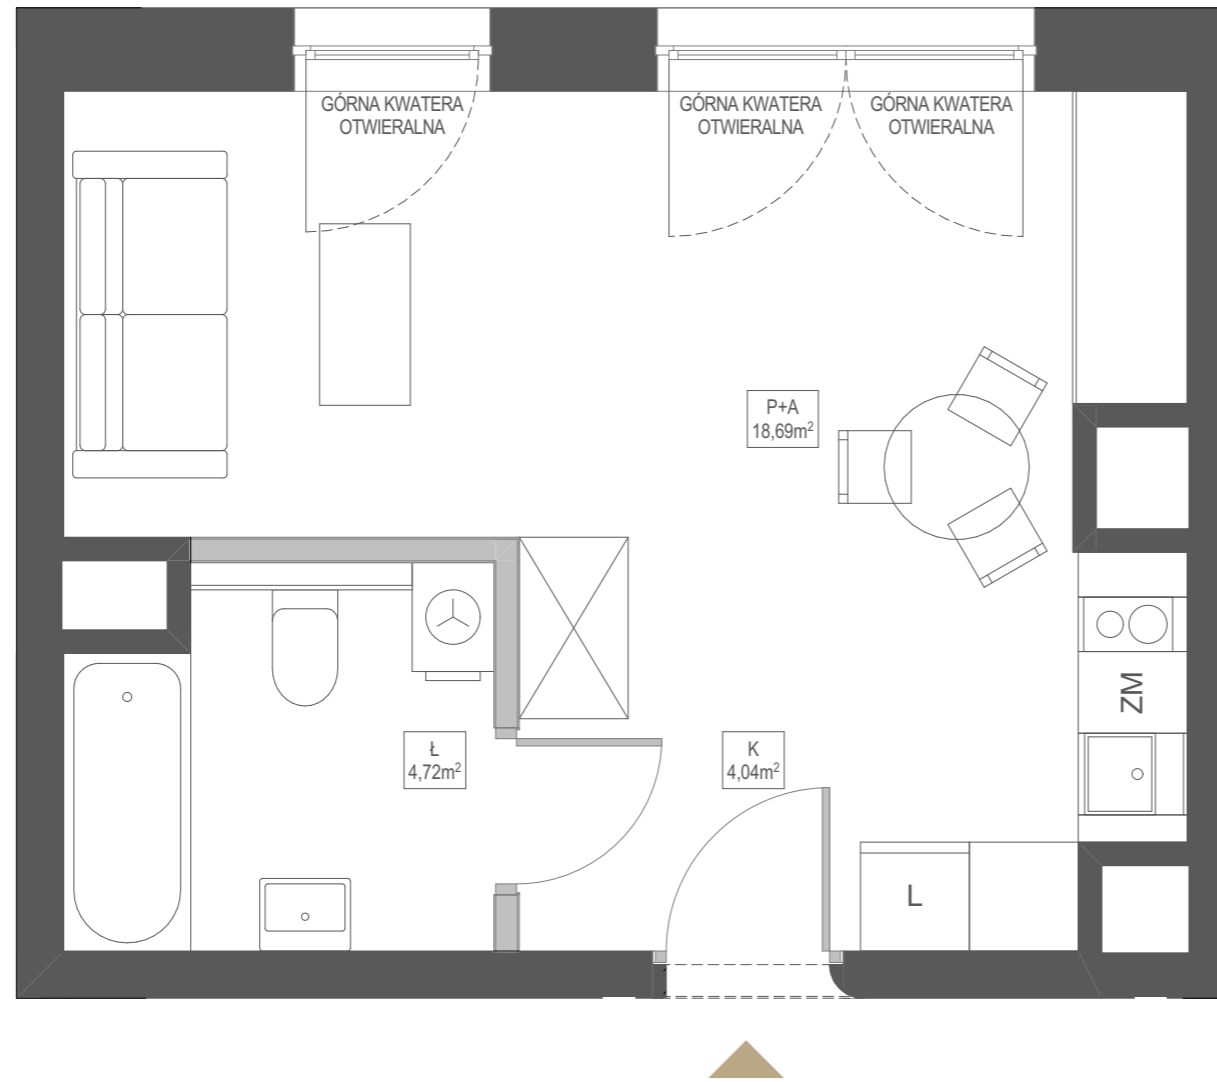 GÓRNA KWATERA
OTWIERALNA
GÓRNA KWATERA
OTWIERALNA
GÓRNA KWATERA
OTWIERALNA
P+A
18,69m²
ZM
Ł
4,72m²
K
4,04m²
L